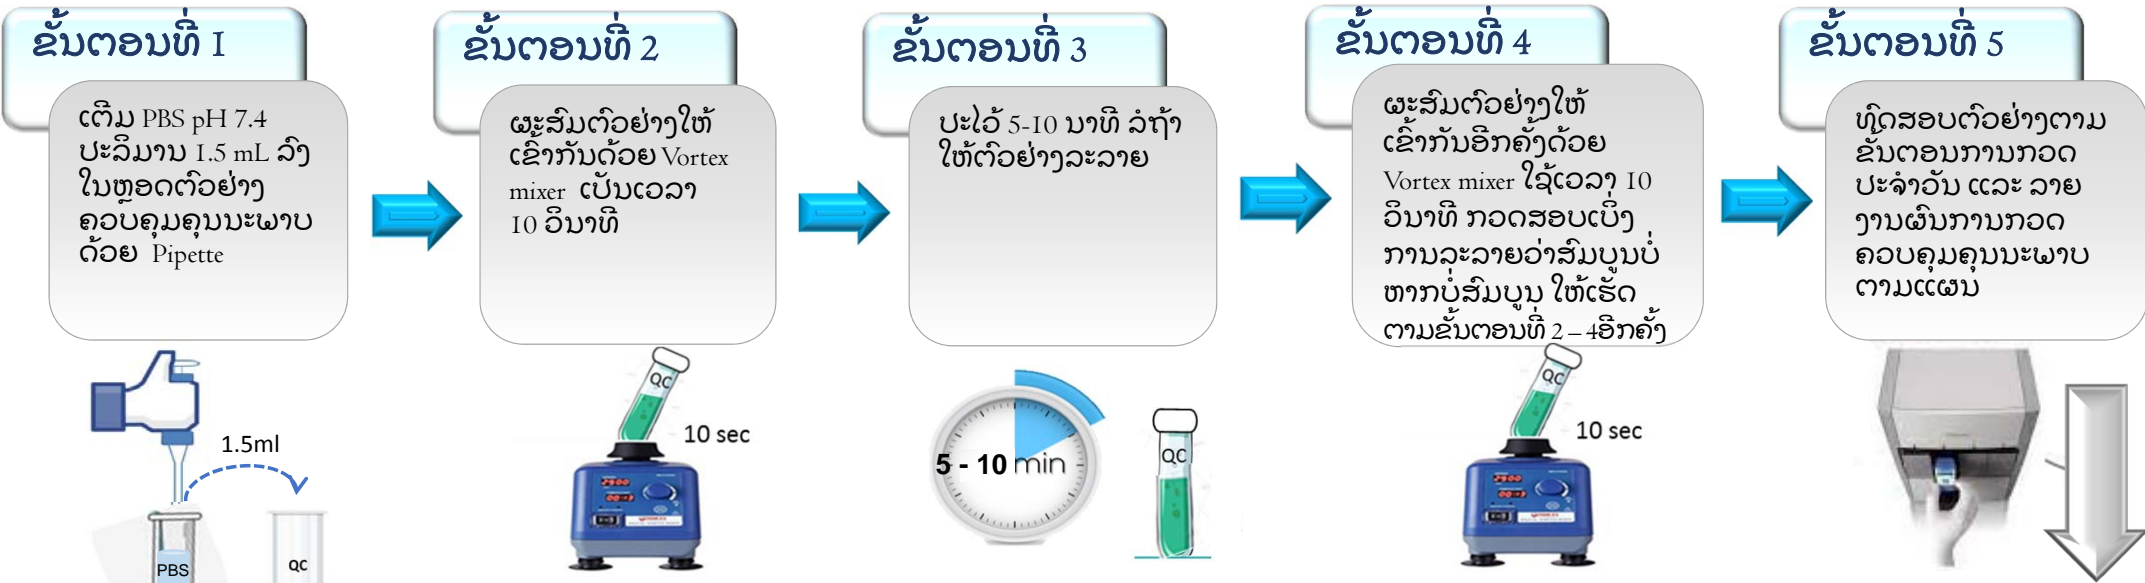 ຂັ້ນຕອນທີ່ 1
ເຕີມ PBS pH 7.4
ປະລິມານ 1.5 mL ລົງ
ໃນຫຼອດຕົວຢ່າງ
ຄວບຄຸມຄຸນນະພາບ
ດ້ວຍ Pipette
1.5ml
PBS
QC
ຂັ້ນຕອນທີ່ 2
ຜະສົມຕົວຢ່າງໃຫ້
ເຂົ້າກັນດ້ວຍ Vortex
mixer ເປັນເວລາ
10 ວິນາທີ
QC
10 sec
ຂັ້ນຕອນທີ່ 3
ປະໄວ້ 5-10 ນາທີ ລໍຖ້າ
ໃຫ້ຕົວຢ່າງລະລາຍ
5 - 10 min
QC
ຂັ້ນຕອນທີ່ 4
ຜະສົມຕົວຢ່າງໃຫ້
ເຂົ້າກັນອີກຄັ້ງດ້ວຍ
Vortex mixer ໃຊ້ເວລາ 10
ວິນາທີ ກວດສອບເບິ່ງ
ການລະລາຍວ່າສົມບູນບໍ່
ຫາກບໍ່ສົມບູນ ໃຫ້ເຮັດ
ຕາມຂັ້ນຕອນທີ່ 2 – 4ອີກຄັ້ງ
QC
10 sec
ຂັ້ນຕອນທີ່ 5
ທົດສອບຕົວຢ່າງຕາມ
ຂັ້ນຕອນການກວດ
ປະຈຳວັນ ແລະ ລາຍ
ງານຜົນການກວດ
ຄວບຄຸມຄຸນນະພາບ
ຕາມແຜນ